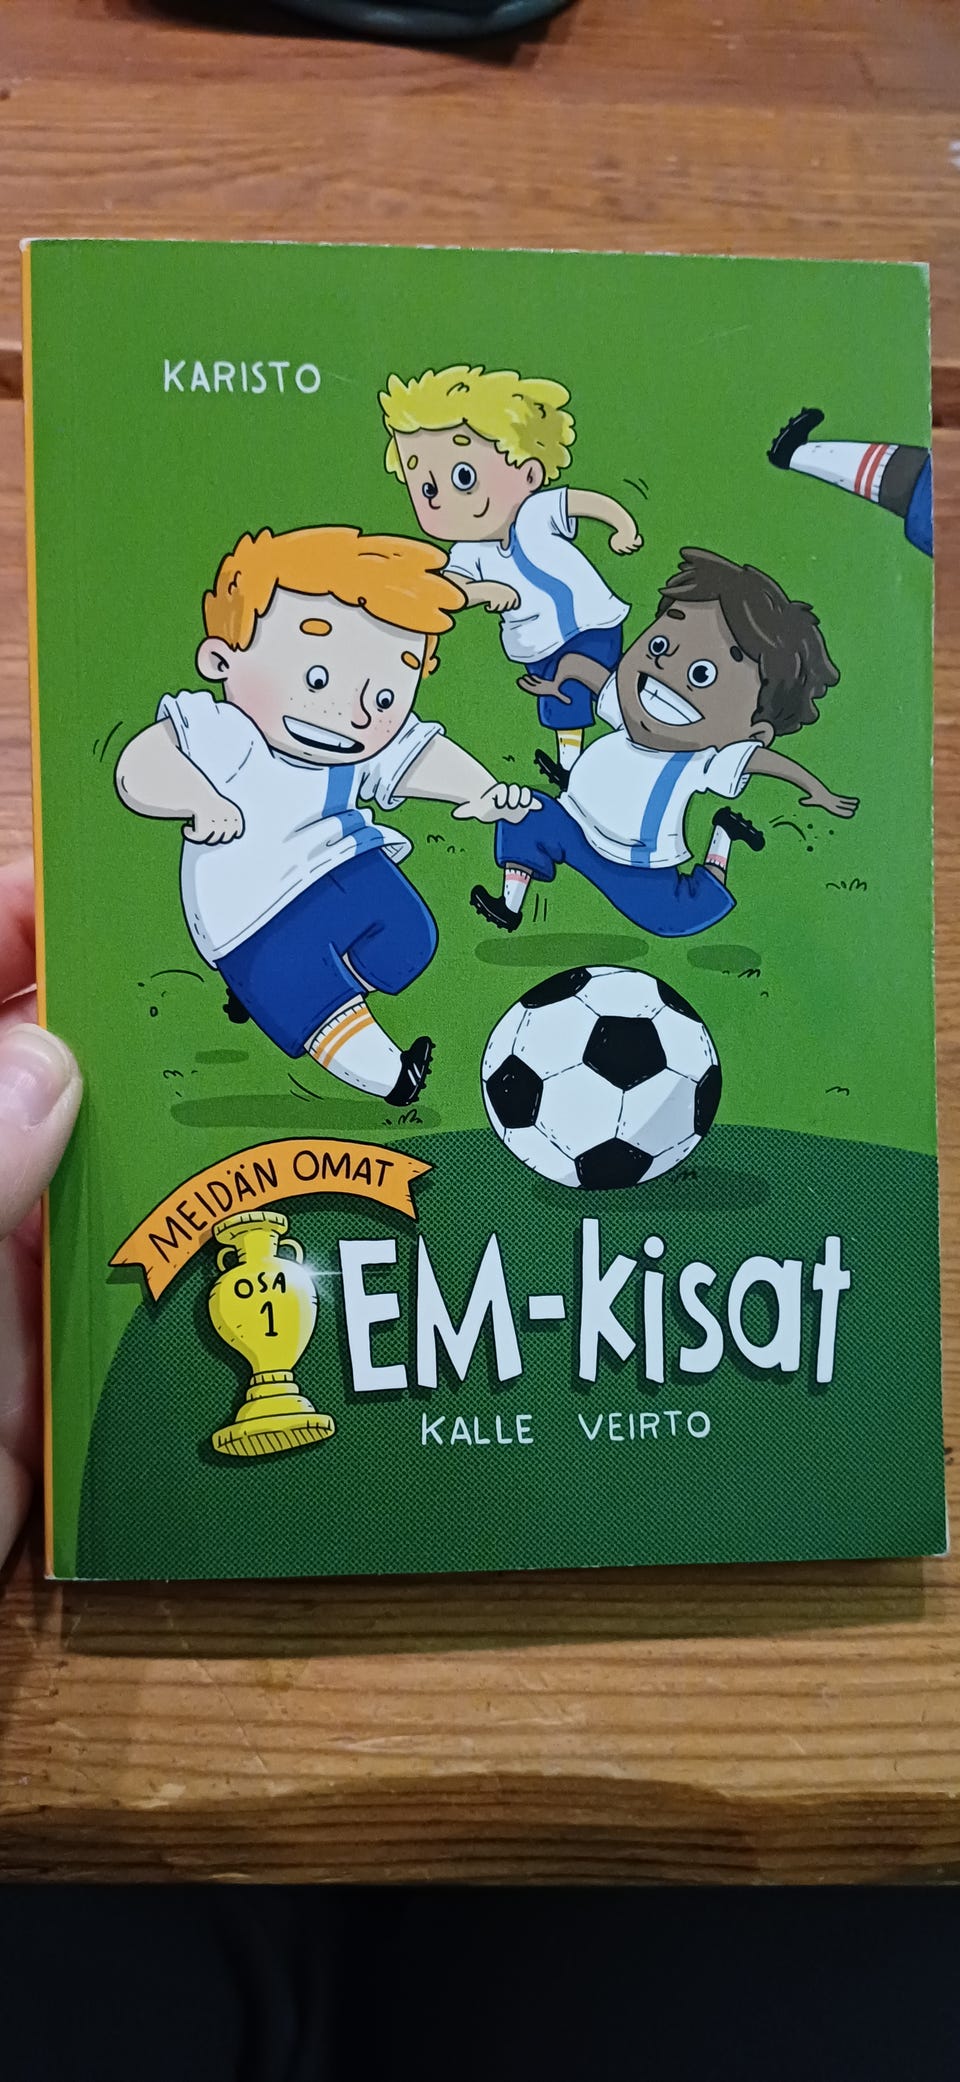 KARISTO
MEIDÄN OMAT
OSA
1
EM-kisat
KALLE VEIRTO